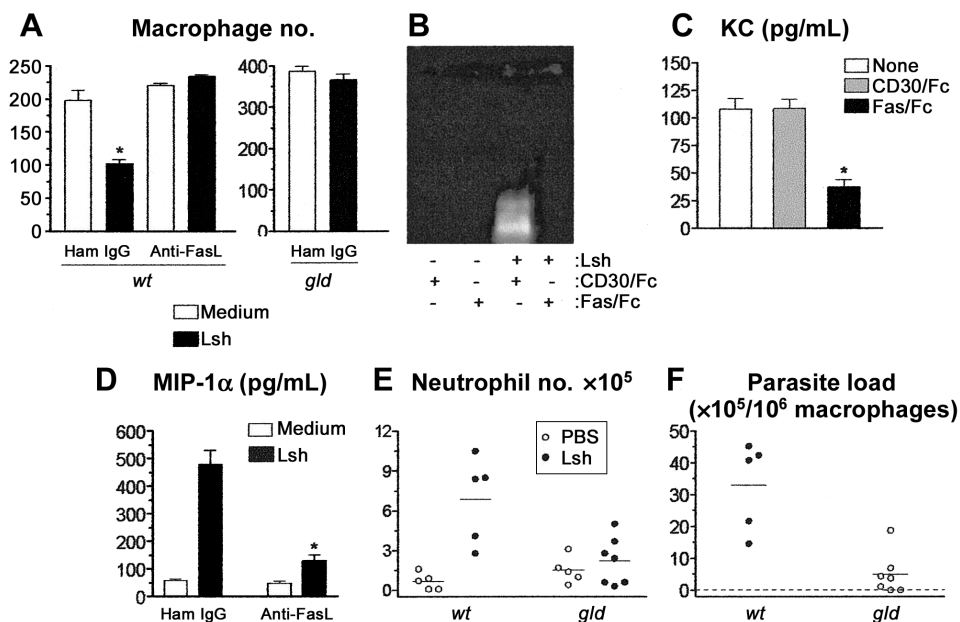 A Macrophage no.
250
200
150
100
50
0
*
Ham IgG Anti-FasL
wt
400
300
200
100
0
Ham IgG
gld
Medium
Lsh
B
- - + + :Lsh
+ - + - :CD30/Fc
- + - + :Fas/Fc
C KC (pg/mL)
150
125
100
75
50
25
0
None
CD30/Fc
Fas/Fc
*
D MIP-1α (pg/mL)
600
500
400
300
200
100
0
Medium
Lsh
*
Ham IgG Anti-FasL
E Neutrophil no. ×10⁵
12
9
6
3
0
PBS
Lsh
wt gld
F Parasite load
(×10⁵/10⁶ macrophages)
50
40
30
20
10
0
wt gld